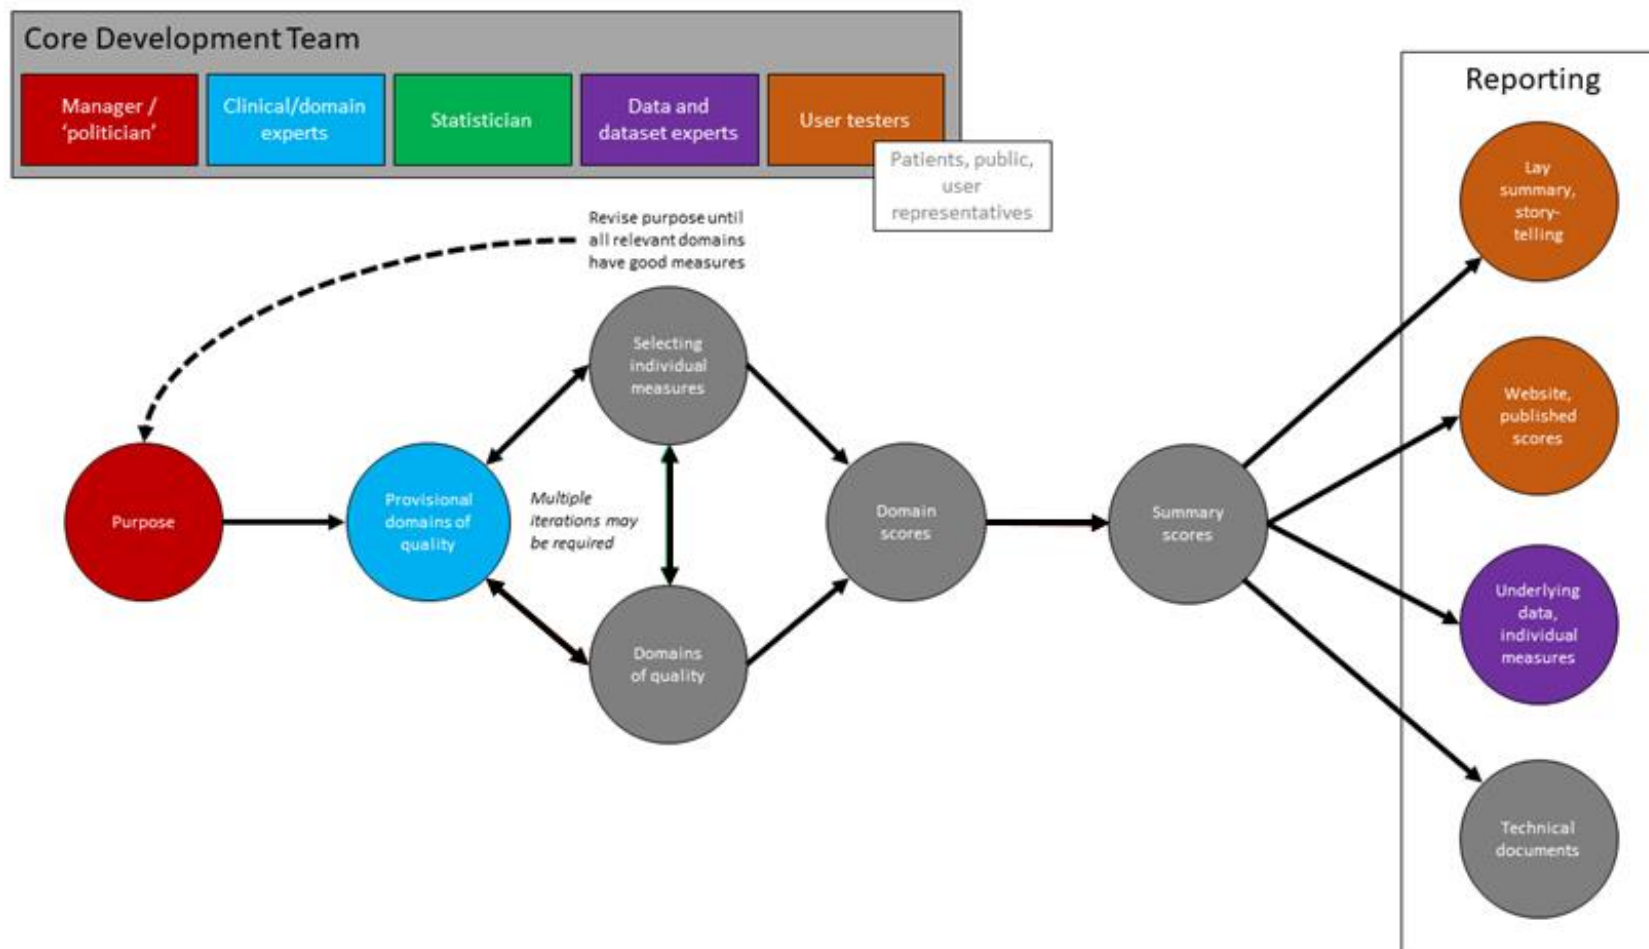 Core Development Team
Manager /
‘politician’
Clinical/domain
experts
Statistician
Data and
dataset experts
User testers
Patients, public,
user
representatives
Reporting
Lay
summary,
story-
telling
Revise purpose until
all relevant domains
have good measures
Selecting
individual
measures
Website,
published
scores
Purpose
Provisional
domains of
quality
Multiple
iterations may
be required
Domain
scores
Summary
scores
Domains
of quality
Underlying
data,
individual
measures
Technical
documents